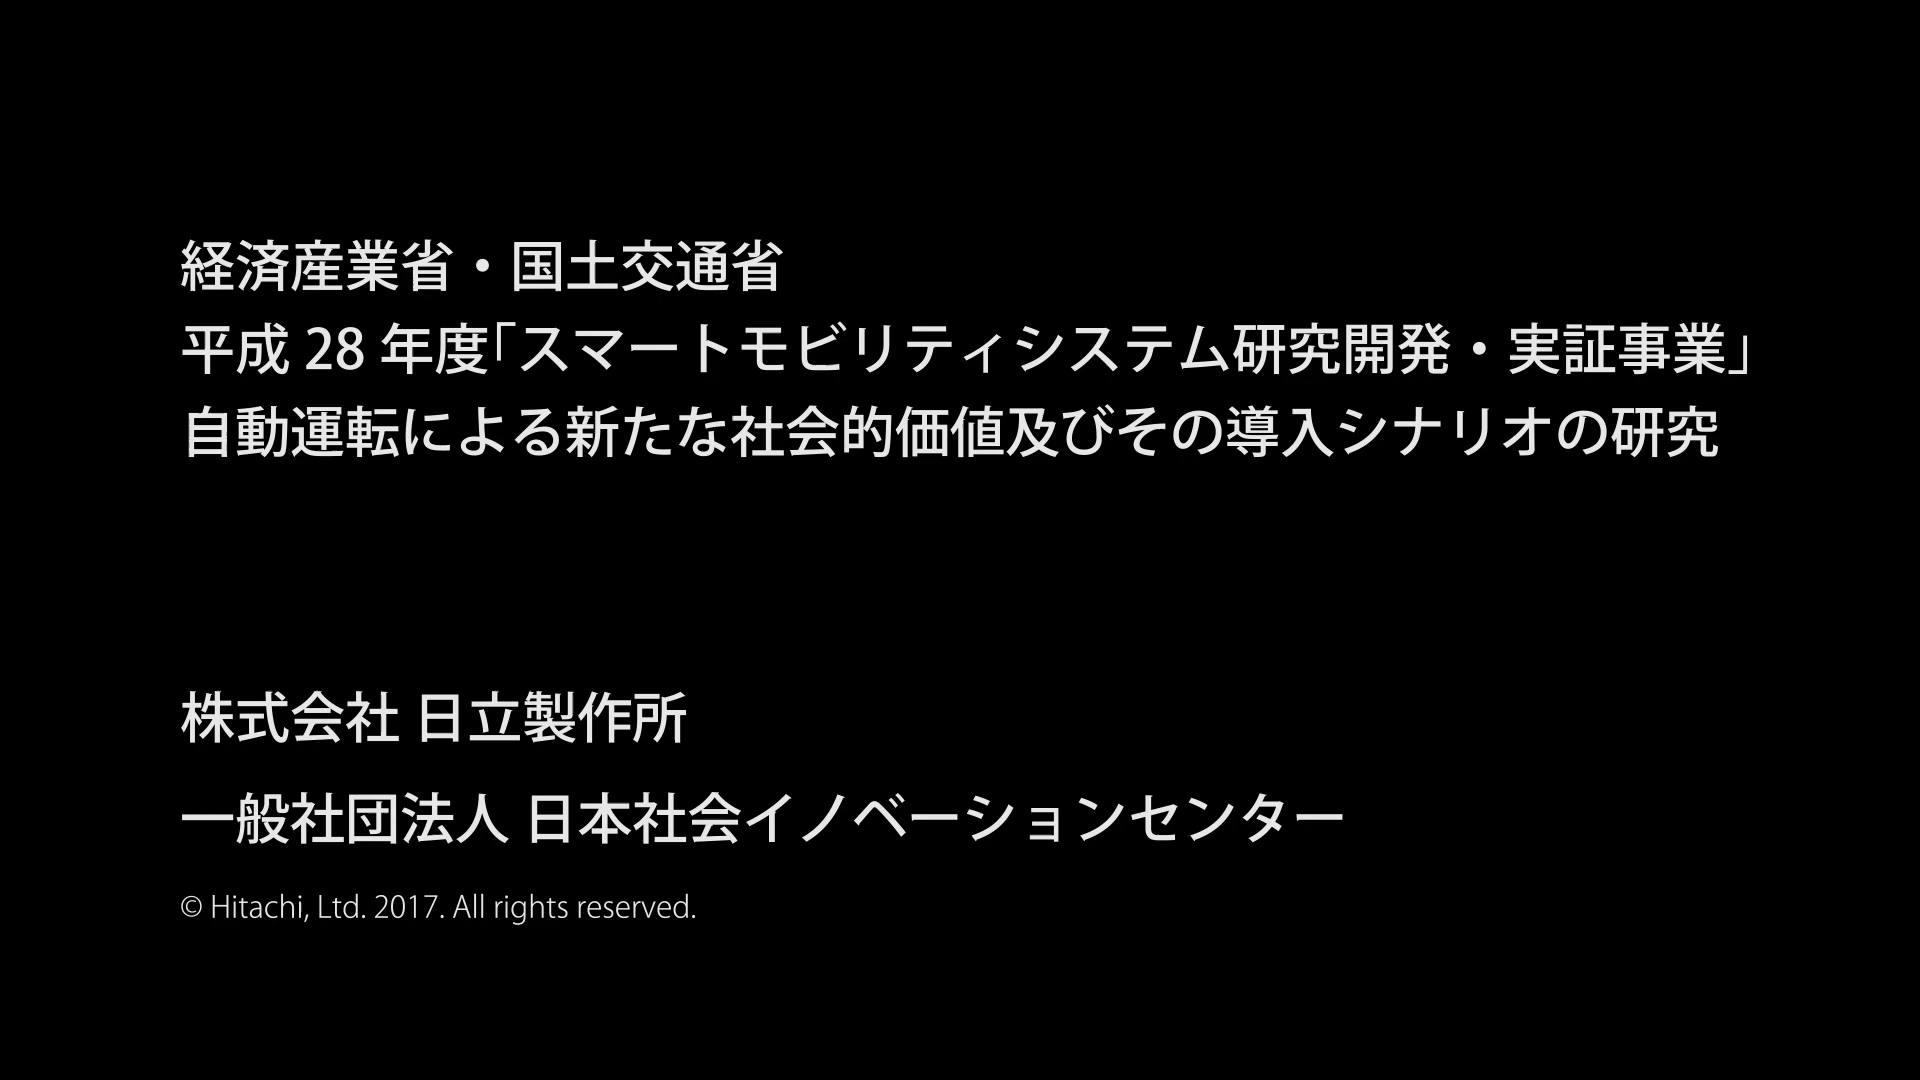 経済産業省・国土交通省
平成 28 年度「スマートモビリティシステム研究開発・実証事業」
自動運転による新たな社会的価値及びその導入シナリオの研究
株式会社 日立製作所
一般社団法人 日本社会イノベーションセンター
© Hitachi, Ltd. 2017. All rights reserved.